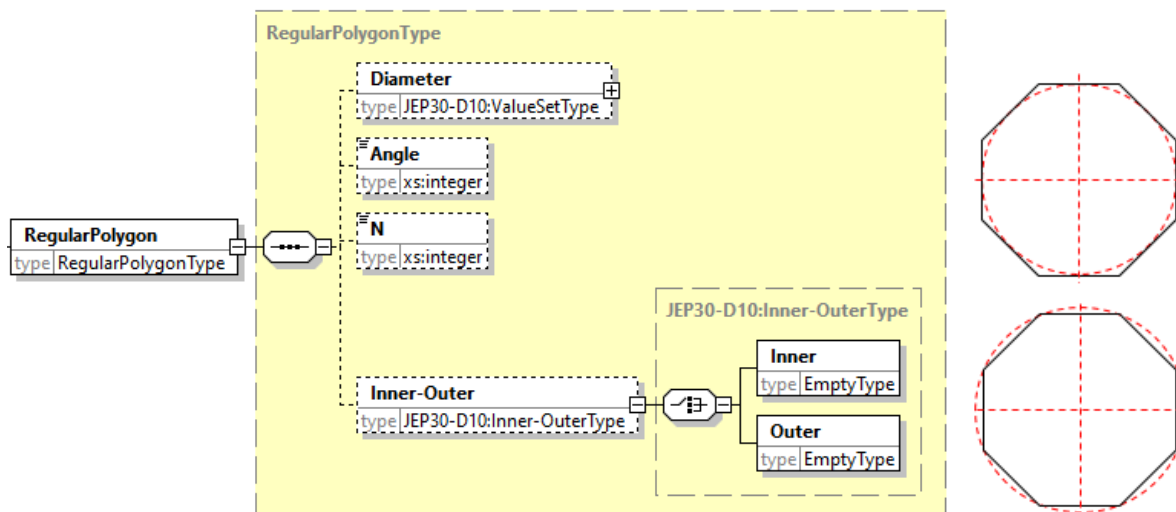 RegularPolygonType
Diameter
type JEP30-D10:ValueSetType
Angle
type xs:integer
N
type xs:integer
RegularPolygon
type RegularPolygonType
JEP30-D10:Inner-OuterType
Inner
type EmptyType
Inner-Outer
type JEP30-D10:Inner-OuterType
Outer
type EmptyType